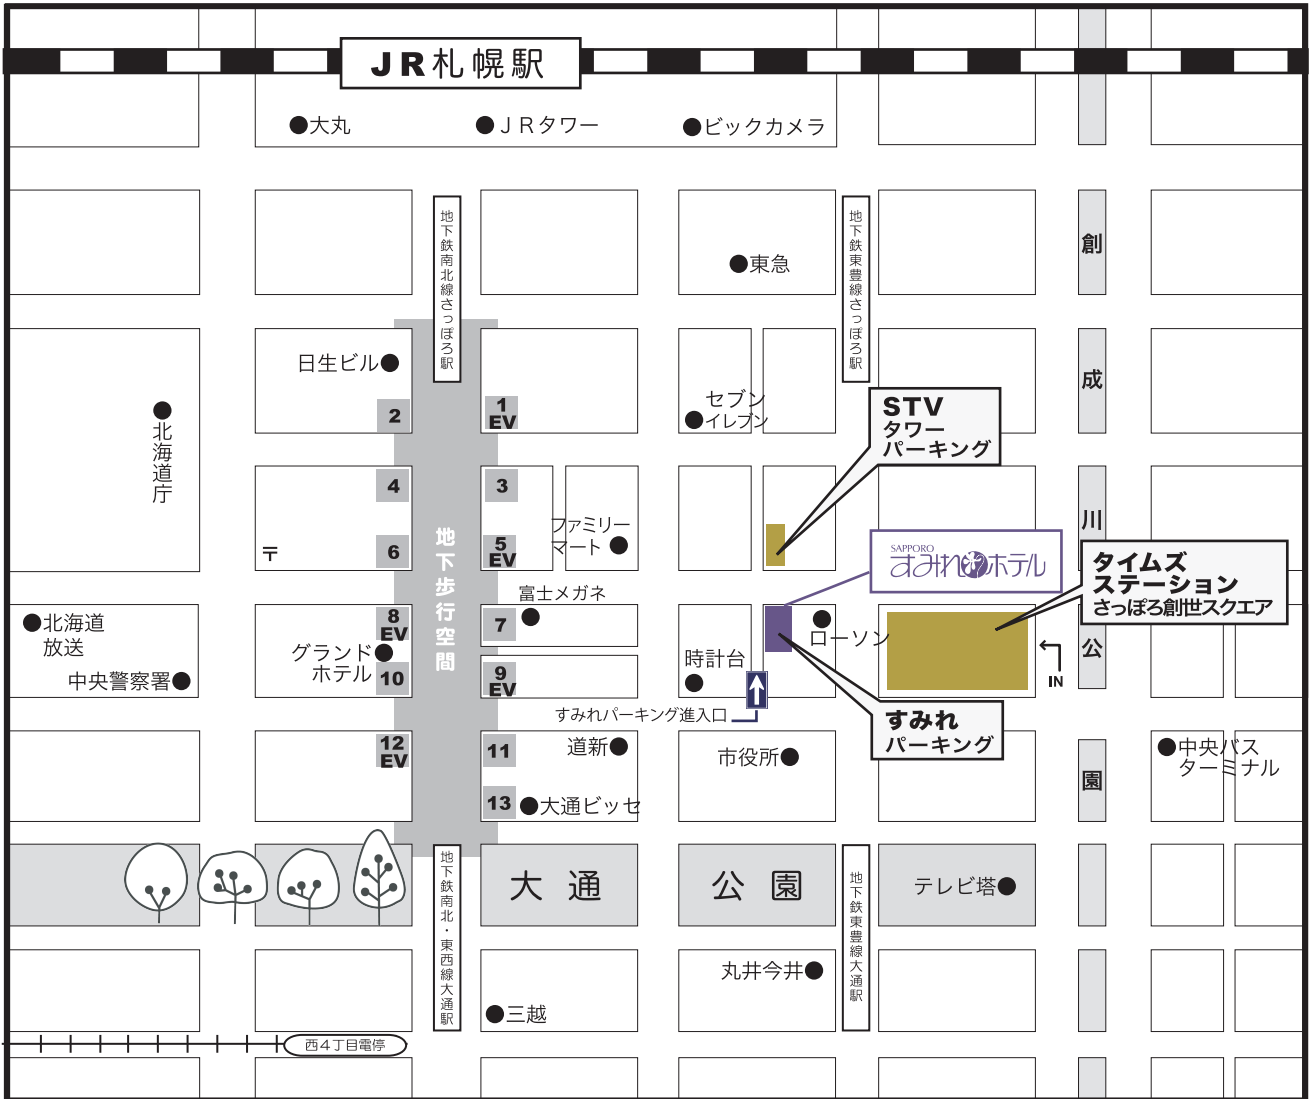 JR札幌駅
大丸
JRタワー
ビックカメラ
地下鉄南北線さっぽろ駅
地下鉄東豊線さっぽろ駅
東急
創
成
川
公
園
日生ビル
北海道庁
2
1
EV
セブン
イレブン
STV
タワー
パーキング
4
3
6
5
EV
〒
地下歩行空間
ファミリー
マート
SAPPORO
すみれホテル
タイムズ
ステーション
さっぽろ創世スクエア
北海道
放送
中央警察署
グランド
ホテル
8
EV
10
富士メガネ
7
9
EV
時計台
ローソン
IN
すみれパーキング進入口
すみれ
パーキング
12
EV
11
道新
市役所
中央バス
ターミナル
13
大通ビッセ
大通
公園
テレビ塔
地下鉄南北・東西線大通駅
地下鉄東豊線大通駅
丸井今井
三越
西4丁目電停